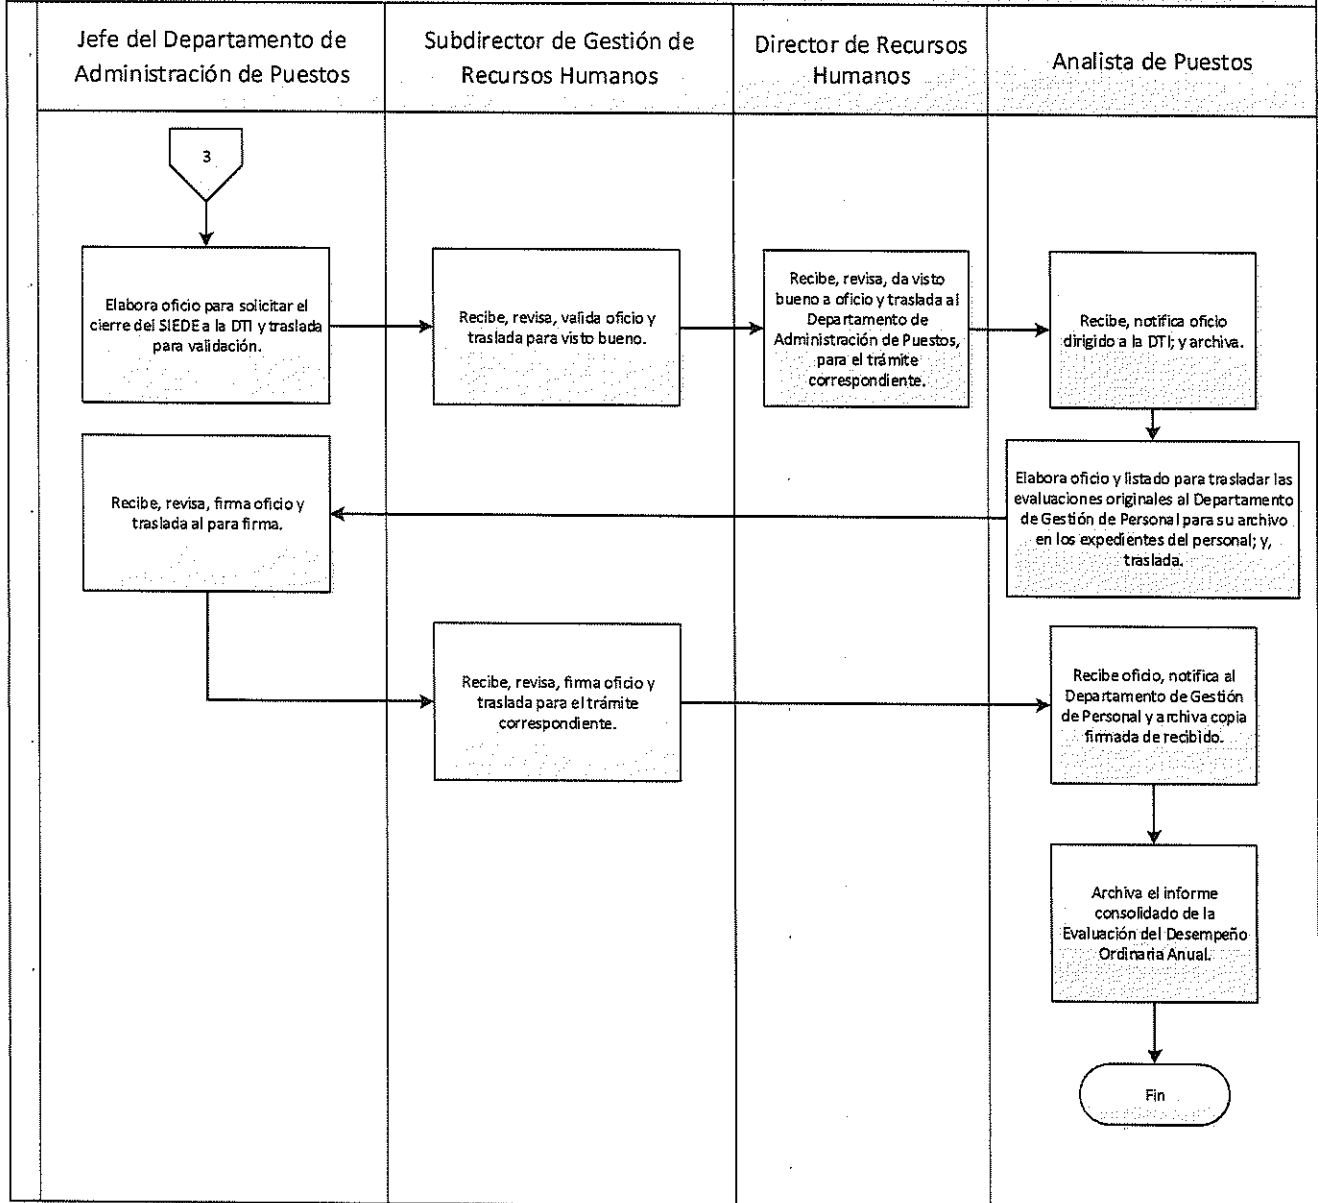 Jefe del Departamento de
Administración de Puestos
Subdirector de Gestión de
Recursos Humanos
Director de Recursos
Humanos
Analista de Puestos
3
Elabora oficio para solicitar el
cierre del SIEDE a la DTI y traslada
para validación.
Recibe, revisa, valida oficio y
traslada para visto bueno.
Recibe, revisa, da visto
bueno a oficio y traslada al
Departamento de
Administración de Puestos,
para el trámite
correspondiente.
Recibe, notifica oficio
dirigido a la DTI; y archiva.
Elabora oficio y listado para trasladar las
evaluaciones originales al Departamento
de Gestión de Personal para su archivo
en los expedientes del personal; y,
traslada.
Recibe, revisa, firma oficio y
traslada al para firma.
Recibe, revisa, firma oficio y
traslada para el trámite
correspondiente.
Recibe oficio, notifica al
Departamento de Gestión
de Personal y archiva copia
firmada de recibido.
Archiva el informe
consolidado de la
Evaluación del Desempeño
Ordinaria Anual.
Fin